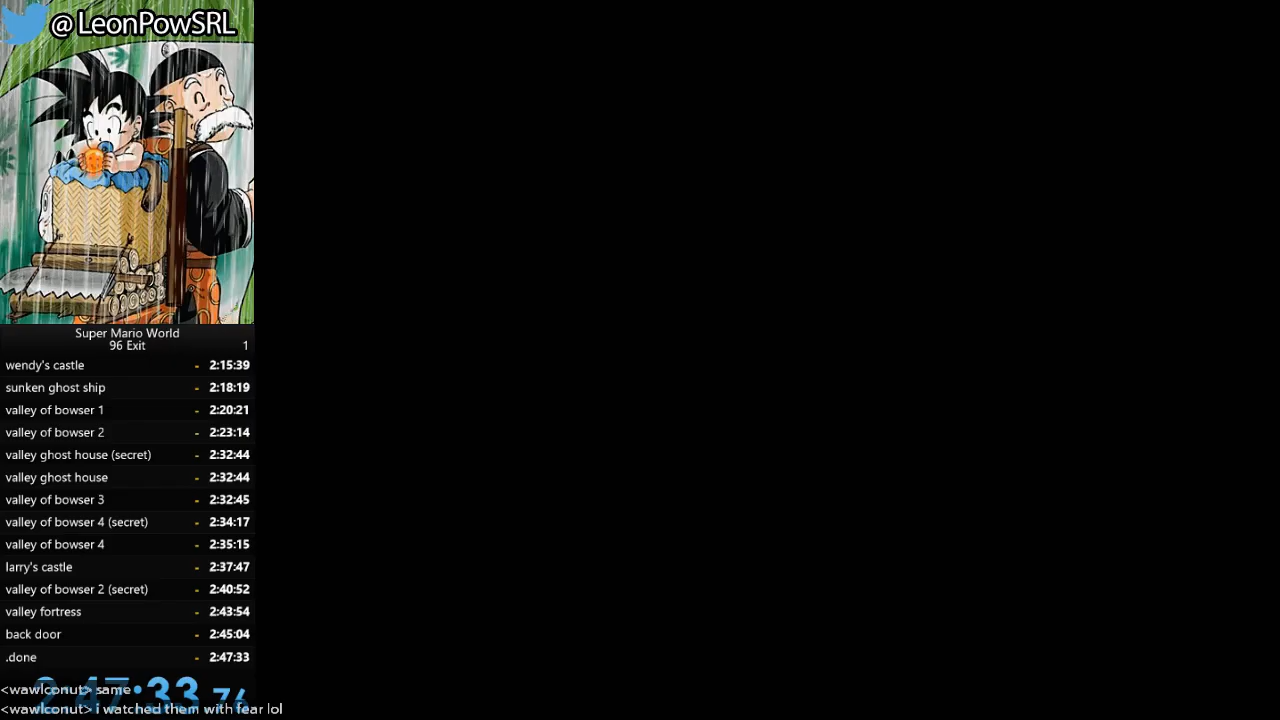 @LeonPowSRL
Super Mario World
96 Exit 1
wendy's castle - 2:15:39
sunken ghost ship - 2:18:19
valley of bowser 1 - 2:20:21
valley of bowser 2 - 2:23:14
valley ghost house (secret) - 2:32:44
valley ghost house - 2:32:44
valley of bowser 3 - 2:32:45
valley of bowser 4 (secret) - 2:34:17
valley of bowser 4 - 2:35:15
larry's castle - 2:37:47
valley of bowser 2 (secret) - 2:40:52
valley fortress - 2:43:54
back door - 2:45:04
.done - 2:47:33
2:47:33.76
<wawlconut> same
<wawlconut> i watched them with fear lol